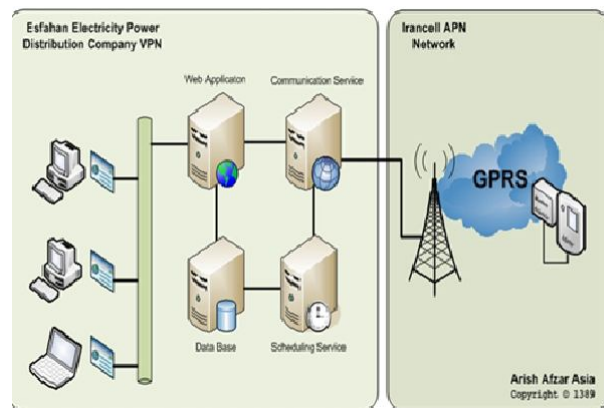 Esfahan Electricity Power
Distribution Company VPN
Web Applicaton
Communication Service
Data Base
Scheduling Service
Irancell APN
Network
GPRS
Arish Afzar Asia
Copyright © 1389